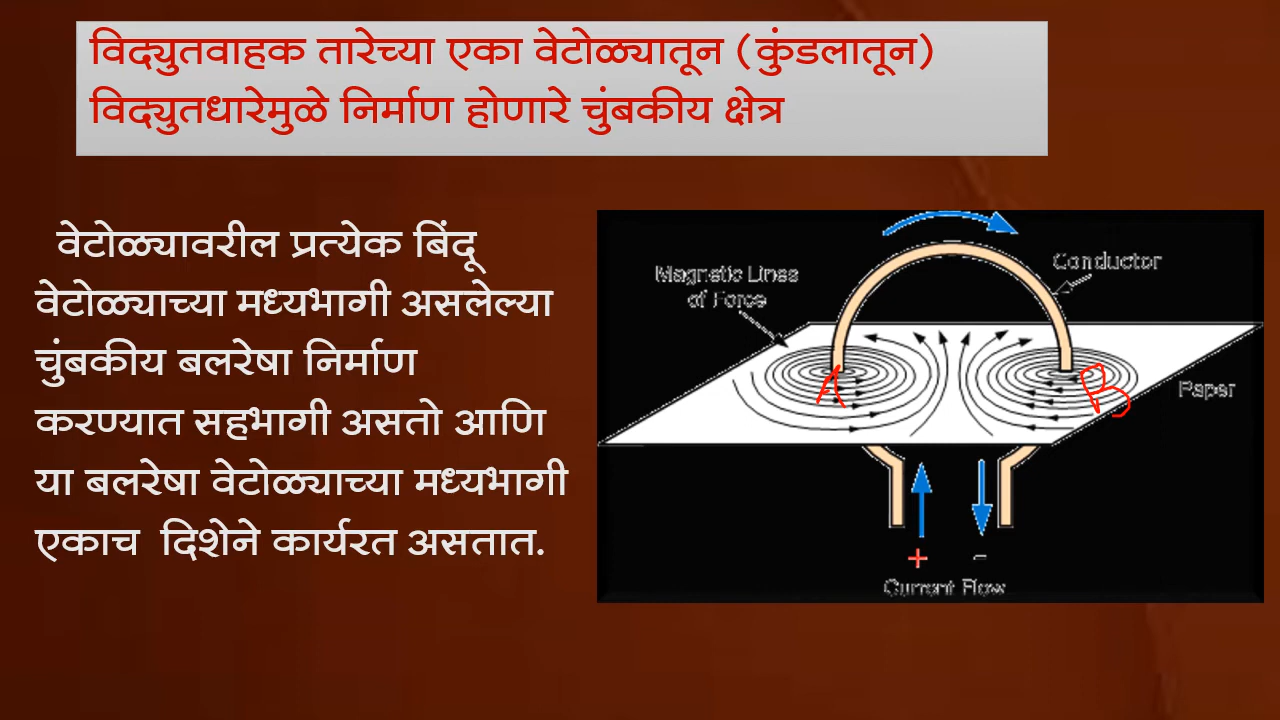 विद्युतवाहक तारेच्या एका वेटोळ्यातून (कुंडलातून)
विद्युतधारेमुळे निर्माण होणारे चुंबकीय क्षेत्र
वेटोळ्यावरील प्रत्येक बिंदू
वेटोळ्याच्या मध्यभागी असलेल्या
चुंबकीय बलरेषा निर्माण
करण्यात सहभागी असतो आणि
या बलरेषा वेटोळ्याच्या मध्यभागी
एकाच दिशेने कार्यरत असतात.
Magnetic Lines
of Force
Conductor
Paper
A
B
+ -
Current Flow